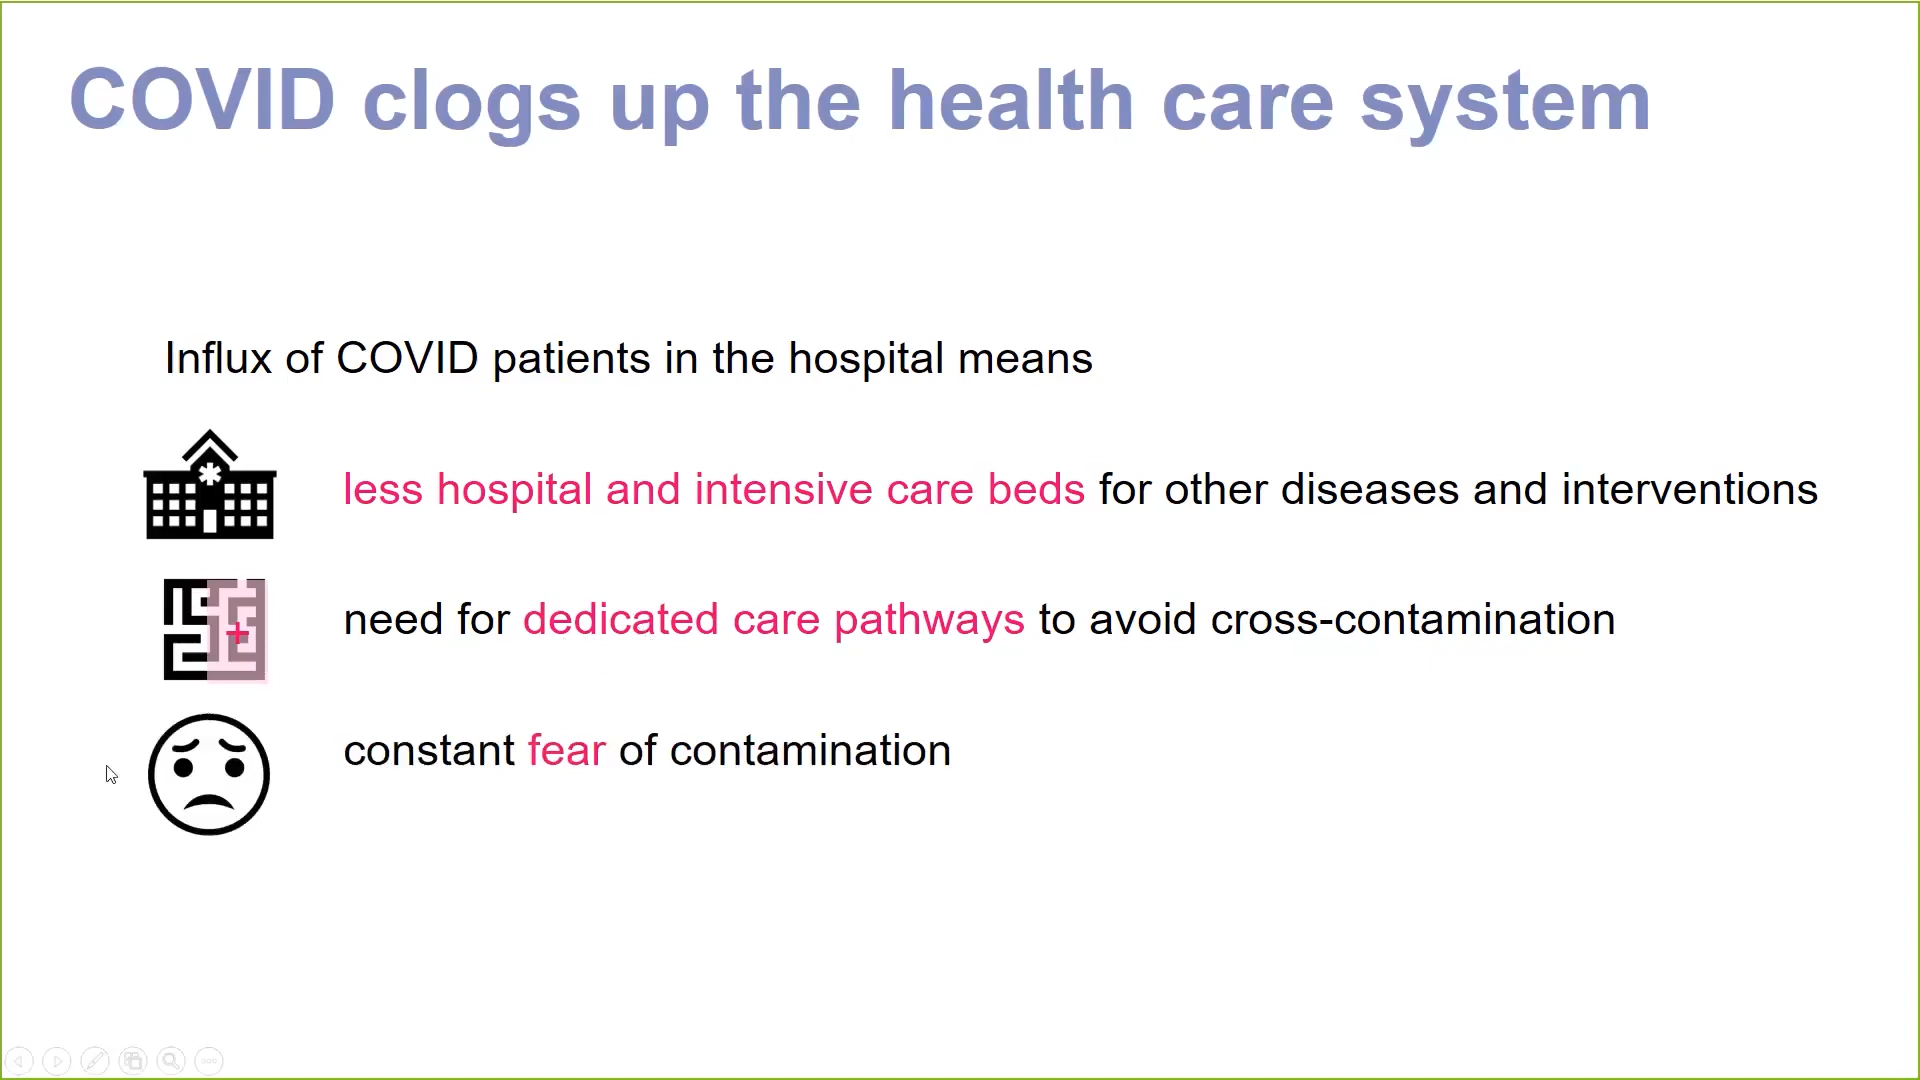 COVID clogs up the health care system
Influx of COVID patients in the hospital means
less hospital and intensive care beds for other diseases and interventions
need for dedicated care pathways to avoid cross-contamination
constant fear of contamination